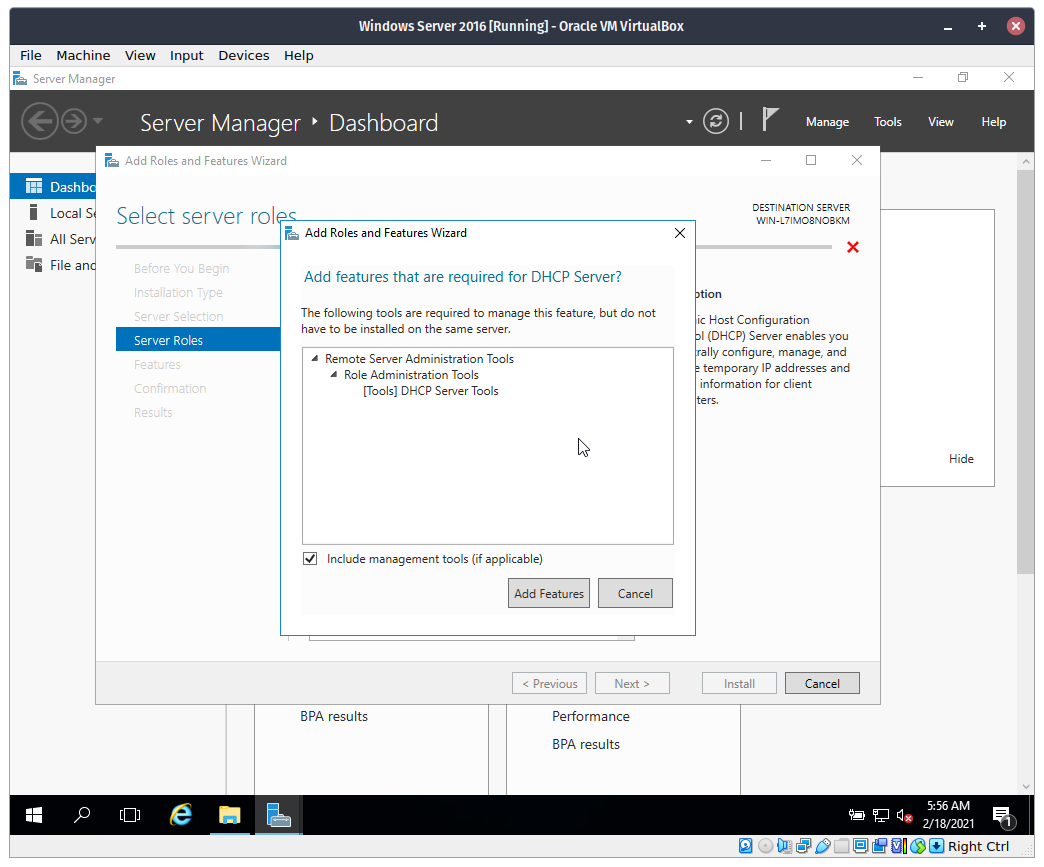 Windows Server 2016 [Running] - Oracle VM VirtualBox
File Machine View Input Devices Help
Server Manager
Server Manager Dashboard
Manage Tools View Help
Add Roles and Features Wizard
Dashbo
Local Se
All Serv
File and
Select server roles
DESTINATION SERVER
WIN-L7IMO8NOBKM
Before You Begin
Installation Type
Server Selection
Server Roles
Features
Confirmation
Results
Add Roles and Features Wizard
Add features that are required for DHCP Server?
The following tools are required to manage this feature, but do not
have to be installed on the same server.
Remote Server Administration Tools
Role Administration Tools
[Tools] DHCP Server Tools
Include management tools (if applicable)
Add Features Cancel
ption
ic Host Configuration
ol (DHCP) Server enables you
rally configure, manage, and
e temporary IP addresses and
information for client
ters.
Hide
< Previous Next > Install Cancel
BPA results
Performance
BPA results
5:56 AM
2/18/2021
1
Right Ctrl